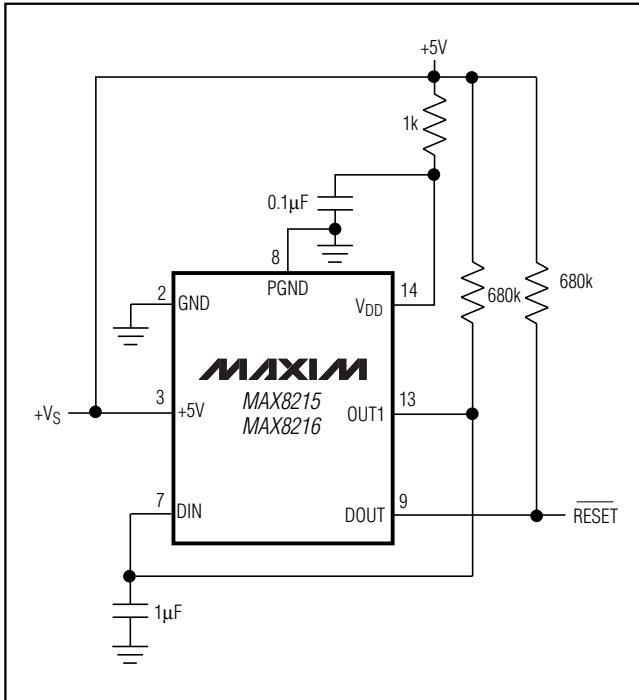 +5V
1k
0.1µF
8
PGND
2
GND
14
VDD
680k
680k
MAXIM
MAX8215
MAX8216
+VS
3
+5V
13
OUT1
7
DIN
9
DOUT
RESET
1µF